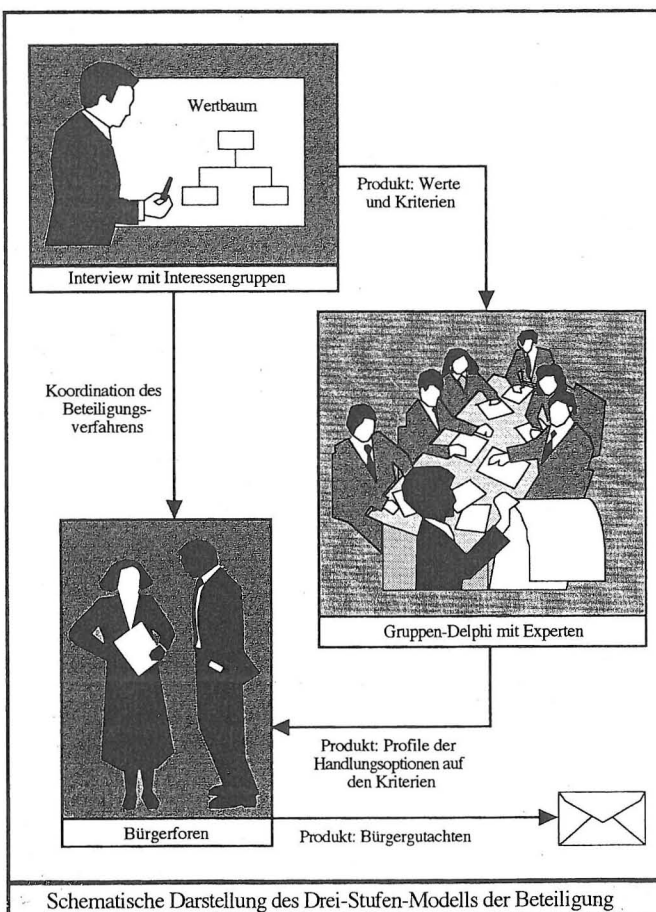 Wertbaum
Produkt: Werte
und Kriterien
Interview mit Interessengruppen
Koordination des
Beteiligungs-
verfahrens
Gruppen-Delphi mit Experten
Produkt: Profile der
Handlungsoptionen auf
den Kriterien
Bürgerforen
Produkt: Bürgergutachten
Schematische Darstellung des Drei-Stufen-Modells der Beteiligung